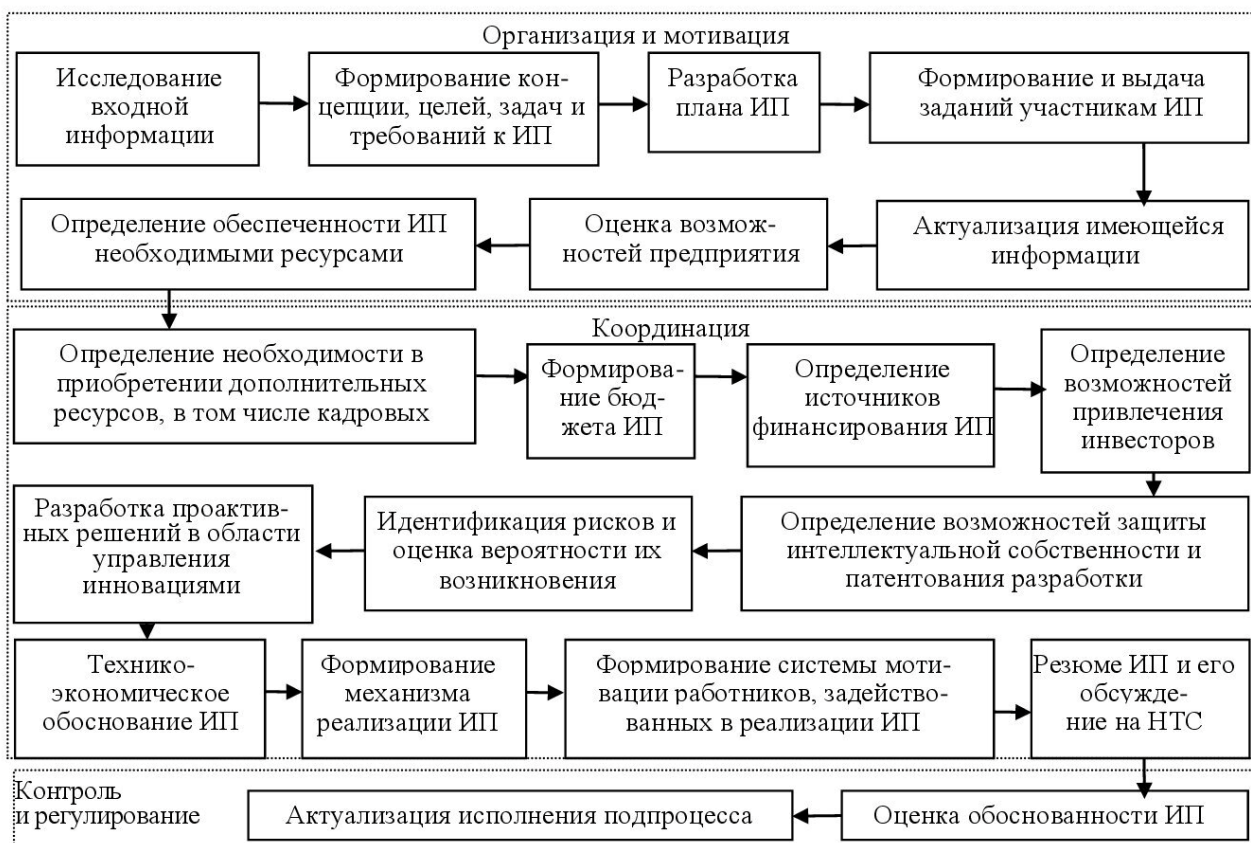 Организация и мотивация
Исследование
входной
информации
Формирование кон-
цепции, целей, задач и
требований к ИП
Разработка
плана ИП
Формирование и выдача
заданий участникам ИП
Актуализация имеющейся
информации
Оценка возмож-
ностей предприятия
Определение обеспеченности ИП
необходимыми ресурсами
Координация
Определение необходимости в
приобретении дополнительных
ресурсов, в том числе кадровых
Формирова-
ние бюд-
жета ИП
Определение
источников
финансирования ИП
Определение
возможностей
привлечения
инвесторов
Определение возможностей защиты
интеллектуальной собственности и
патентования разработки
Идентификация рисков и
оценка вероятности их
возникновения
Разработка проактив-
ных решений в области
управления
инновациями
Технико-
экономическое
обоснование ИП
Формирование
механизма
реализации ИП
Формирование системы моти-
вации работников, задейство-
ванных в реализации ИП
Резюме ИП и его
обсужде-
ние на НТС
Контроль
и регулирование
Оценка обоснованности ИП
Актуализация исполнения подпроцесса